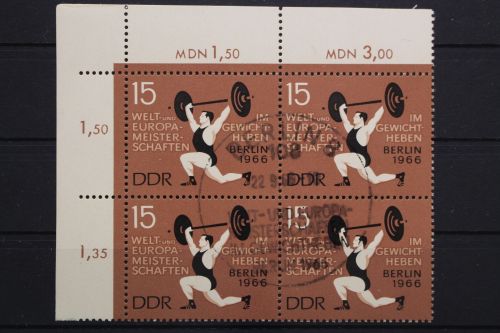 MDN 1,50 MDN 3,00
1,50
1,35
15
WELT- UND IM
EUROPA- GEWICHT-
MEISTER- HEBEN
SCHAFTEN BERLIN
1966
DDR
15
WELT- UND IM
EUROPA- GEWICHT-
MEISTER- HEBEN
SCHAFTEN BERLIN
1966
DDR
15
WELT- UND IM
EUROPA- GEWICHT-
MEISTER- HEBEN
SCHAFTEN BERLIN
1966
DDR
15
WELT- UND IM
EUROPA- GEWICHT-
MEISTER- HEBEN
SCHAFTEN BERLIN
1966
DDR
108